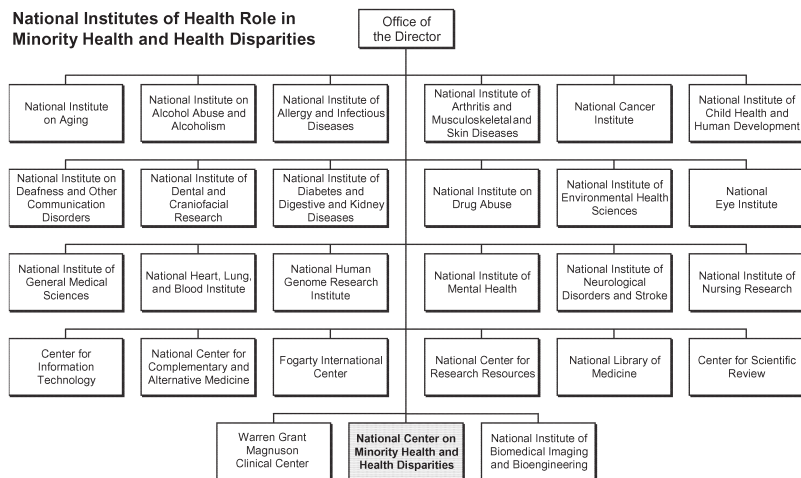 National Institutes of Health Role in
Minority Health and Health Disparities
Office of
the Director
National Institute
on Aging
National Institute on
Alcohol Abuse and
Alcoholism
National Institute of
Allergy and Infectious
Diseases
National Institute of
Arthritis and
Musculoskeletal and
Skin Diseases
National Cancer
Institute
National Institute of
Child Health and
Human Development
National Institute on
Deafness and Other
Communication
Disorders
National Institute of
Dental and
Craniofacial
Research
National Institute of
Diabetes and
Digestive and Kidney
Diseases
National Institute on
Drug Abuse
National Institute of
Environmental Health
Sciences
National
Eye Institute
National Institute of
General Medical
Sciences
National Heart, Lung,
and Blood Institute
National Human
Genome Research
Institute
National Institute of
Mental Health
National Institute of
Neurological
Disorders and Stroke
National Institute of
Nursing Research
Center for
Information
Technology
National Center for
Complementary and
Alternative Medicine
Fogarty International
Center
National Center for
Research Resources
National Library of
Medicine
Center for Scientific
Review
Warren Grant
Magnuson
Clinical Center
National Center on
Minority Health and
Health Disparities
National Institute of
Biomedical Imaging
and Bioengineering